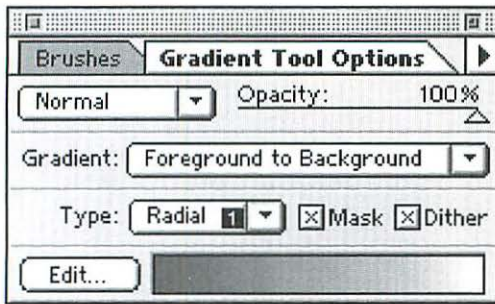 Brushes Gradient Tool Options
Normal Opacity: 100%
Gradient: Foreground to Background
Type: Radial 1 Mask Dither
Edit...